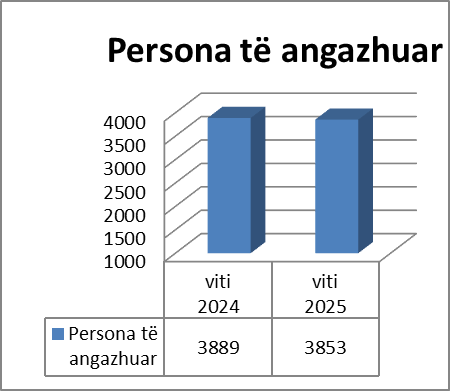 Persona të angazhuar
4000
3500
3000
2500
2000
1500
1000
viti 2024
viti 2025
Persona të angazhuar
3889
3853